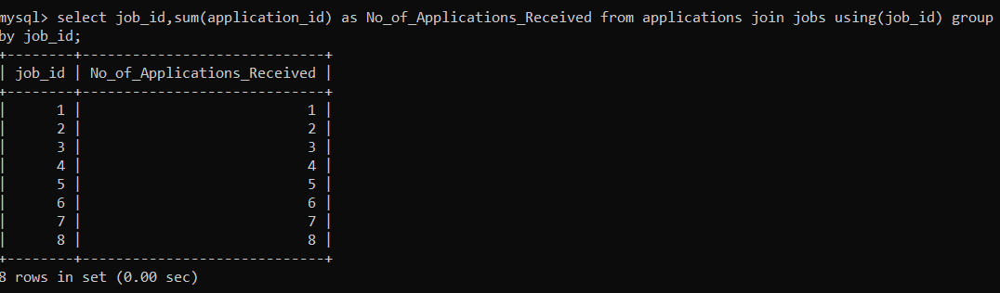 mysql> select job_id,sum(application_id) as No_of_Applications_Received from applications join jobs using(job_id) group
by job_id;
+--------+-----------------------------+
| job_id | No_of_Applications_Received |
+--------+-----------------------------+
|      1 |                           1 |
|      2 |                           2 |
|      3 |                           3 |
|      4 |                           4 |
|      5 |                           5 |
|      6 |                           6 |
|      7 |                           7 |
|      8 |                           8 |
+--------+-----------------------------+
8 rows in set (0.00 sec)